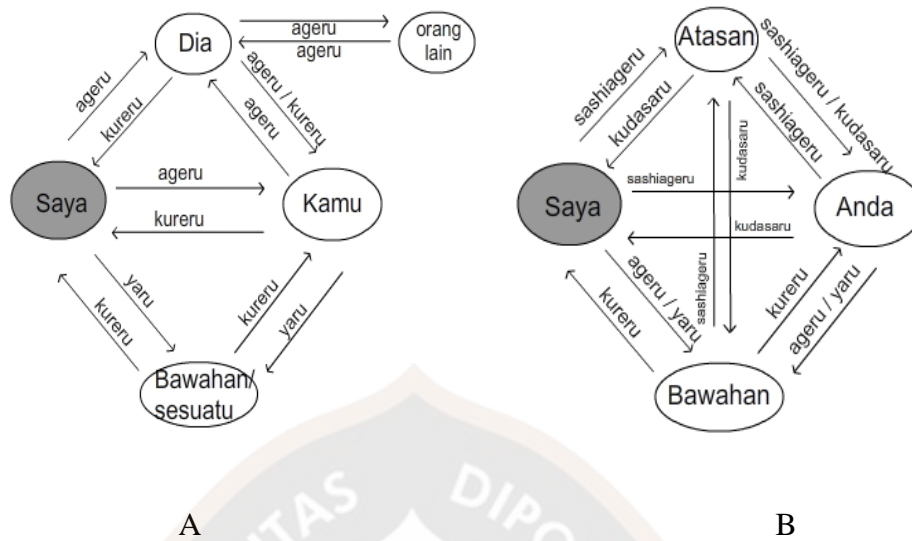 ageru
ageru
Dia
orang
lain
ageru
kureru
ageru / kureru
ageru
Saya
ageru
kureru
Kamu
yaru
kureru
kureru
yaru
Bawahan/
sesuatu
A
Atasan
sashiageru
kudasaru
sashiageru / kudasaru
sashiageru
kudasaru
sashiageru
Saya
sashiageru
kudasaru
Anda
ageru / yaru
kureru
kureru
ageru / yaru
Bawahan
B
ITAS
DIPO